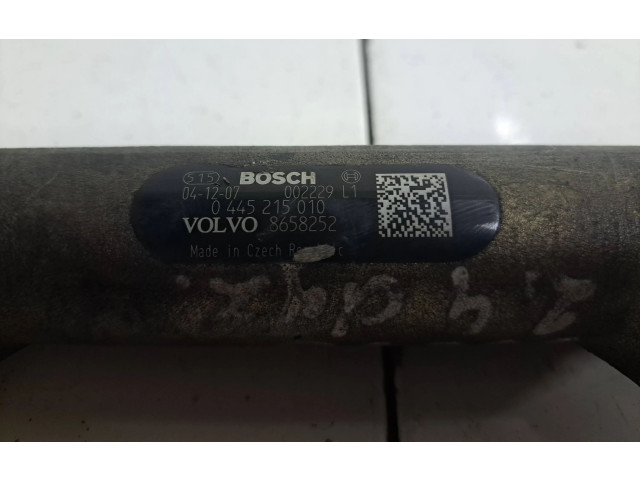 515 BOSCH
04-12-07 002229 L1
0 445 215 010
VOLVO 8658252
Made in Czech Republic